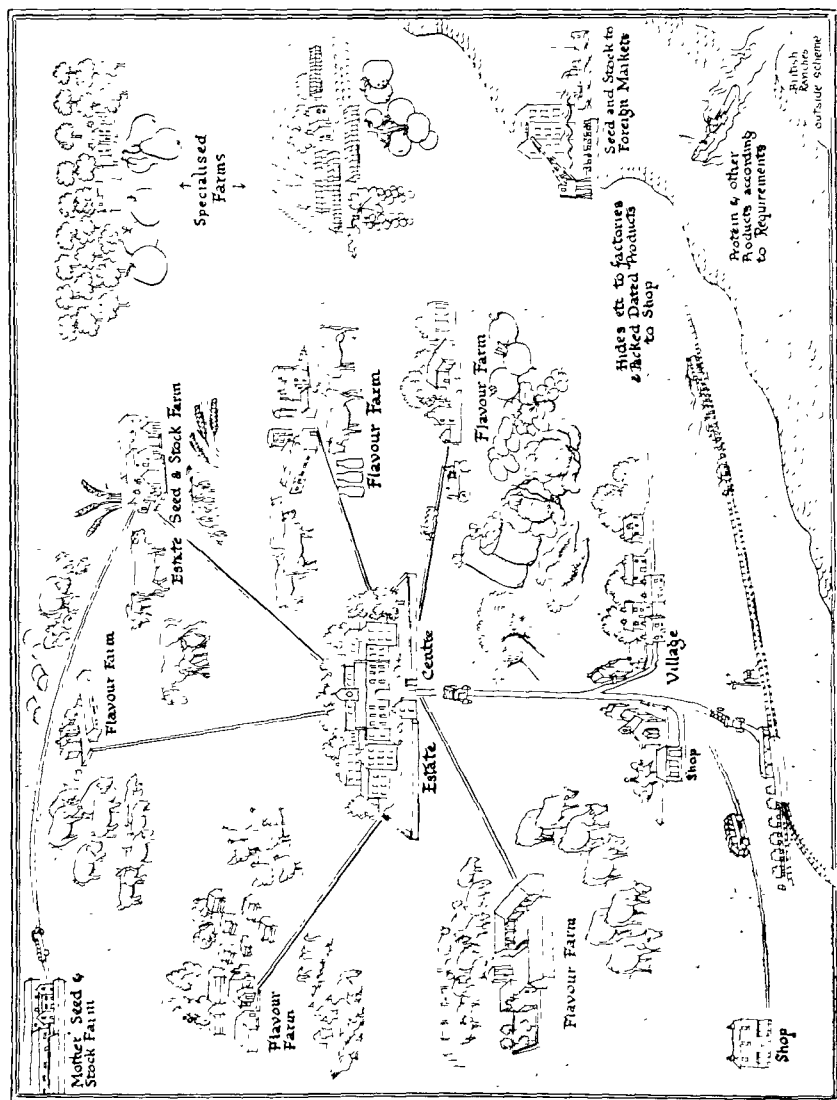 Mother Seed &
Stock Farm
Flavour Farm
Estate Seed & Stock Farm
↑
Specialised
Farms
↓
Flavour
Farm
Flavour Farm
Estate Centre
Flavour Farm
Flavour Farm
Shop
Village
Shop
Seed and Stock to
Foreign Markets
Hides etc to factories
& Packed Dated Products
to Shop
Protein & other
Products according
to Requirements
British
Ranches
outside scheme